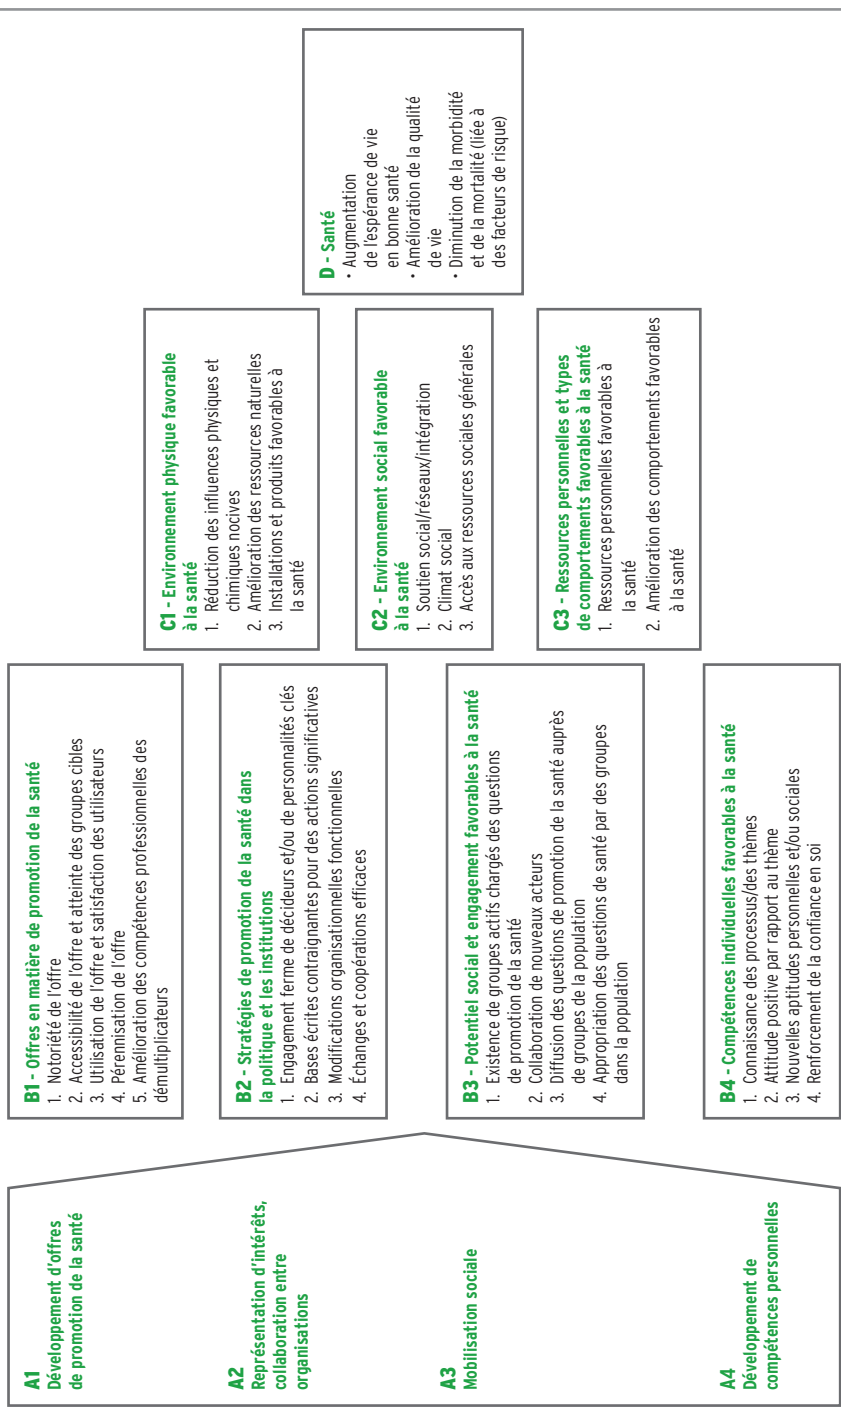 A1
Développement d'offres
de promotion de la santé
A2
Représentation d'intérêts,
collaboration entre
organisations
A3
Mobilisation sociale
A4
Développement de
compétences personnelles
B1 - Offres en matière de promotion de la santé
1. Notoriété de l'offre
2. Accessibilité de l'offre et atteinte des groupes cibles
3. Utilisation de l'offre et satisfaction des utilisateurs
4. Pérennisation de l'offre
5. Amélioration des compétences professionnelles des
démultiplicateurs
B2 - Stratégies de promotion de la santé dans
la politique et les institutions
1. Engagement ferme de décideurs et/ou de personnalités clés
2. Bases écrites contraignantes pour des actions significatives
3. Modifications organisationnelles fonctionnelles
4. Échanges et coopérations efficaces
B3 - Potentiel social et engagement favorables à la santé
1. Existence de groupes actifs chargés des questions
de promotion de la santé
2. Collaboration de nouveaux acteurs
3. Diffusion des questions de promotion de la santé auprès
de groupes de la population
4. Appropriation des questions de santé par des groupes
dans la population
B4 - Compétences individuelles favorables à la santé
1. Connaissance des processus/des thèmes
2. Attitude positive par rapport au thème
3. Nouvelles aptitudes personnelles et/ou sociales
4. Renforcement de la confiance en soi
C1 - Environnement physique favorable
à la santé
1. Réduction des influences physiques et
chimiques nocives
2. Amélioration des ressources naturelles
3. Installations et produits favorables à
la santé
C2 - Environnement social favorable
à la santé
1. Soutien social/réseaux/intégration
2. Climat social
3. Accès aux ressources sociales générales
C3 - Ressources personnelles et types
de comportements favorables à la santé
1. Ressources personnelles favorables à
la santé
2. Amélioration des comportements favorables
à la santé
D - Santé
• Augmentation
de l'espérance de vie
en bonne santé
• Amélioration de la qualité
de vie
• Diminution de la morbidité
et de la mortalité (liée à
des facteurs de risque)